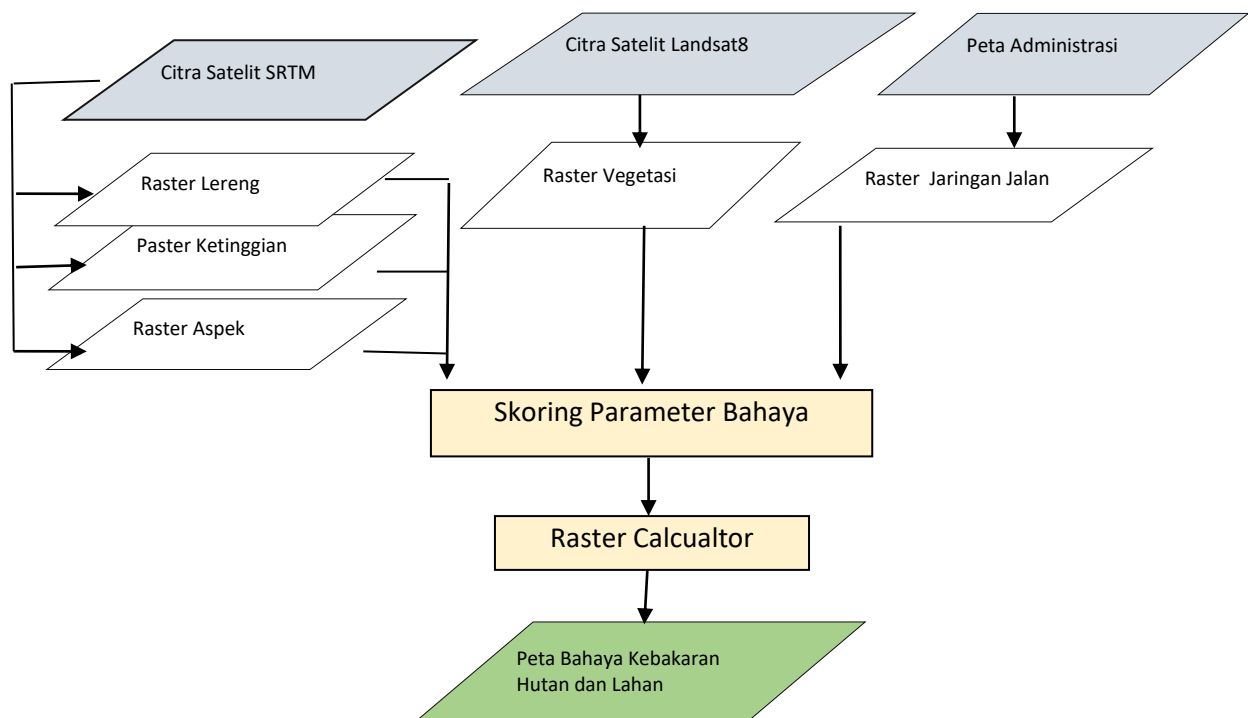 Citra Satelit SRTM
Citra Satelit Landsat8
Peta Administrasi
Raster Lereng
Raster Vegetasi
Raster  Jaringan Jalan
Paster Ketinggian
Raster Aspek
Skoring Parameter Bahaya
Raster Calcualtor
Peta Bahaya Kebakaran
Hutan dan Lahan